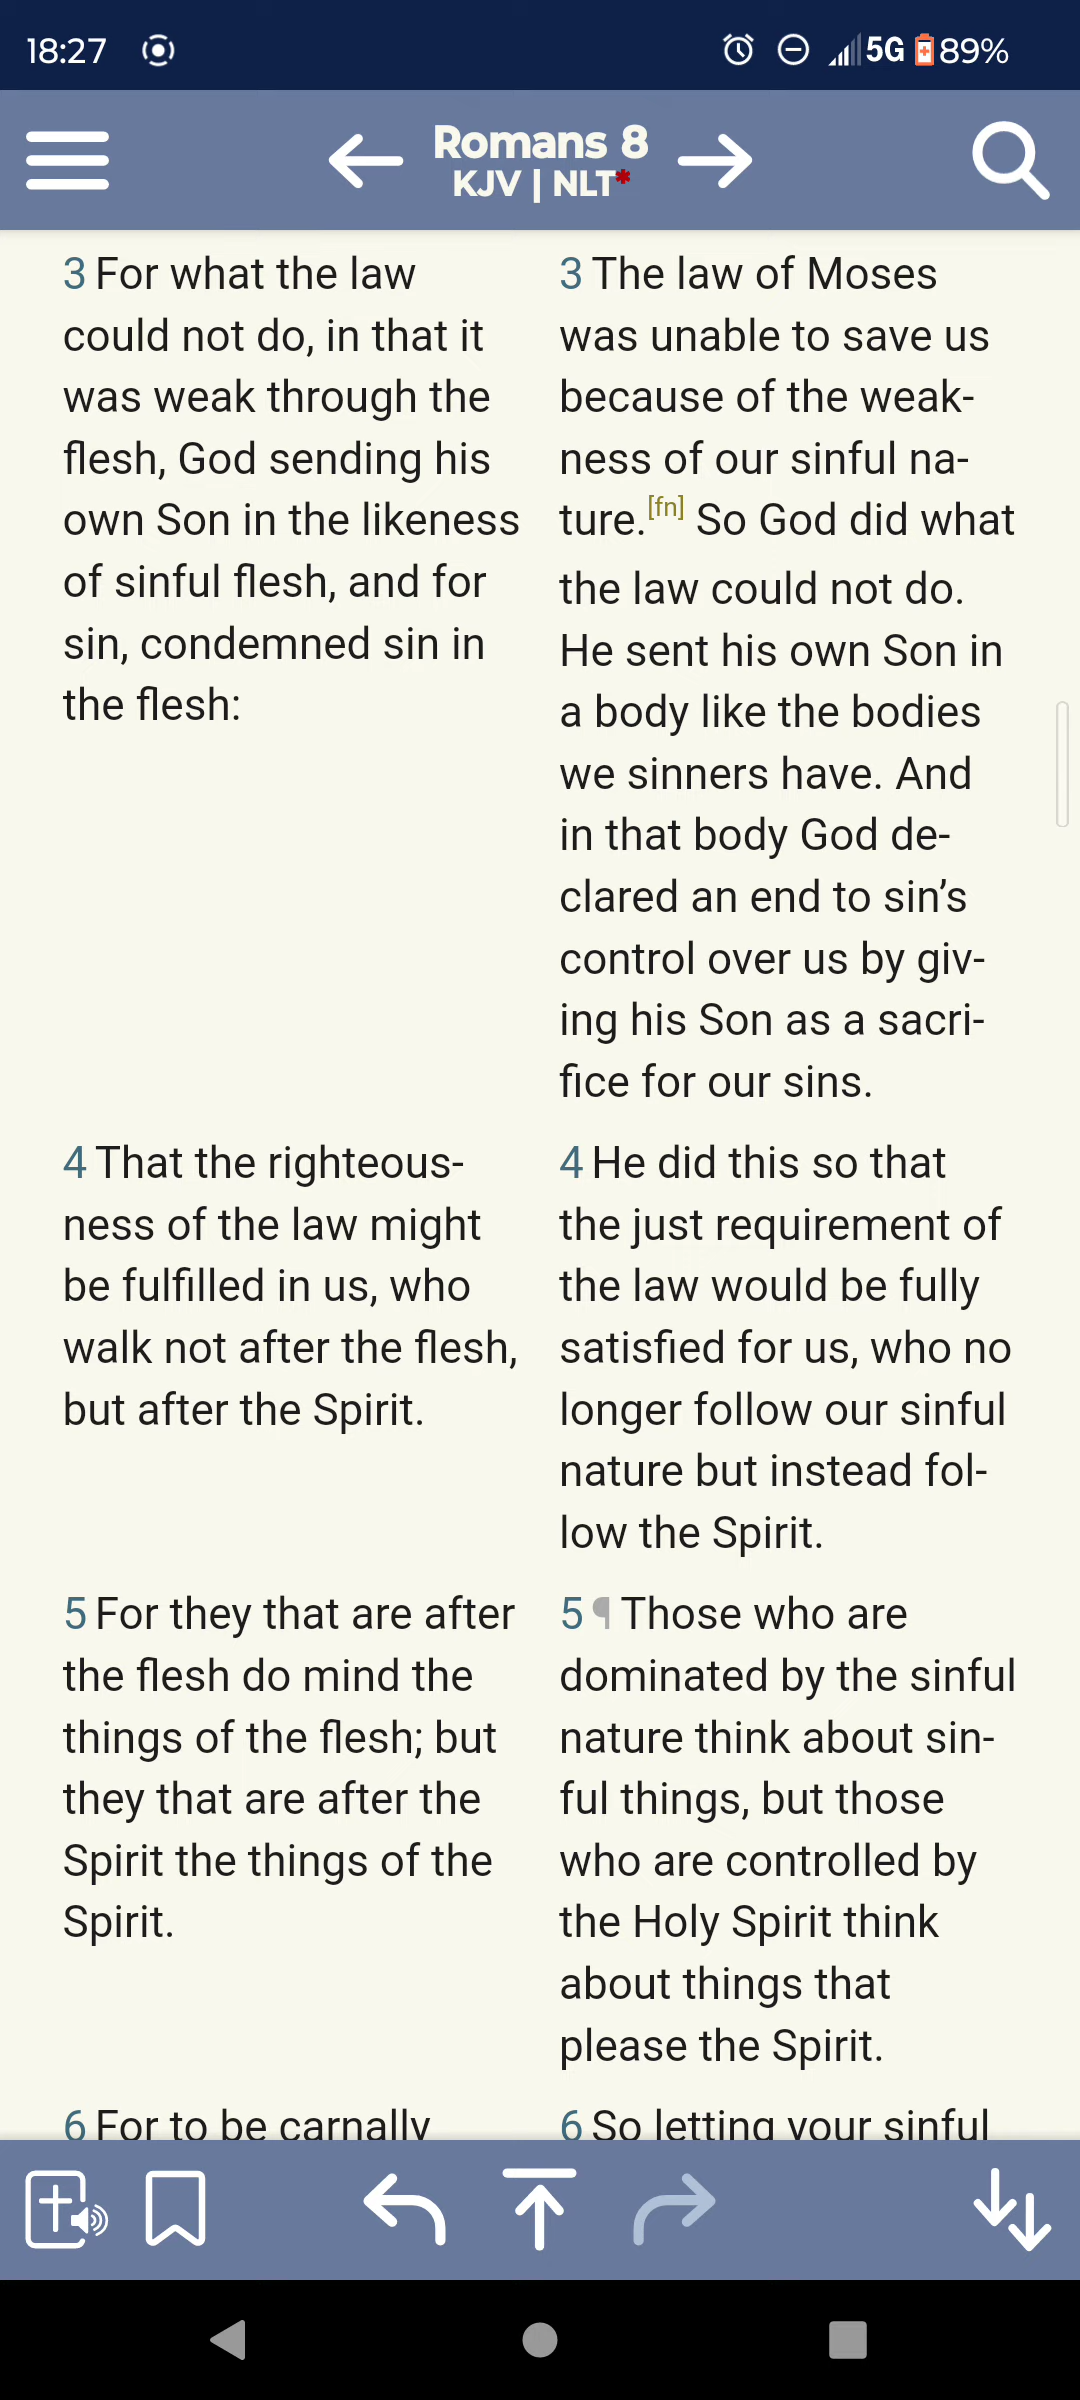 18:27
5G 89%
Romans 8
KJV | NLT*
3 For what the law
could not do, in that it
was weak through the
flesh, God sending his
own Son in the likeness
of sinful flesh, and for
sin, condemned sin in
the flesh:
3 The law of Moses
was unable to save us
because of the weak-
ness of our sinful na-
ture.[fn] So God did what
the law could not do.
He sent his own Son in
a body like the bodies
we sinners have. And
in that body God de-
clared an end to sin’s
control over us by giv-
ing his Son as a sacri-
fice for our sins.
4 That the righteous-
ness of the law might
be fulfilled in us, who
walk not after the flesh,
but after the Spirit.
4 He did this so that
the just requirement of
the law would be fully
satisfied for us, who no
longer follow our sinful
nature but instead fol-
low the Spirit.
5 For they that are after
the flesh do mind the
things of the flesh; but
they that are after the
Spirit the things of the
Spirit.
5 ¶ Those who are
dominated by the sinful
nature think about sin-
ful things, but those
who are controlled by
the Holy Spirit think
about things that
please the Spirit.
6 For to be carnally
6 So letting your sinful